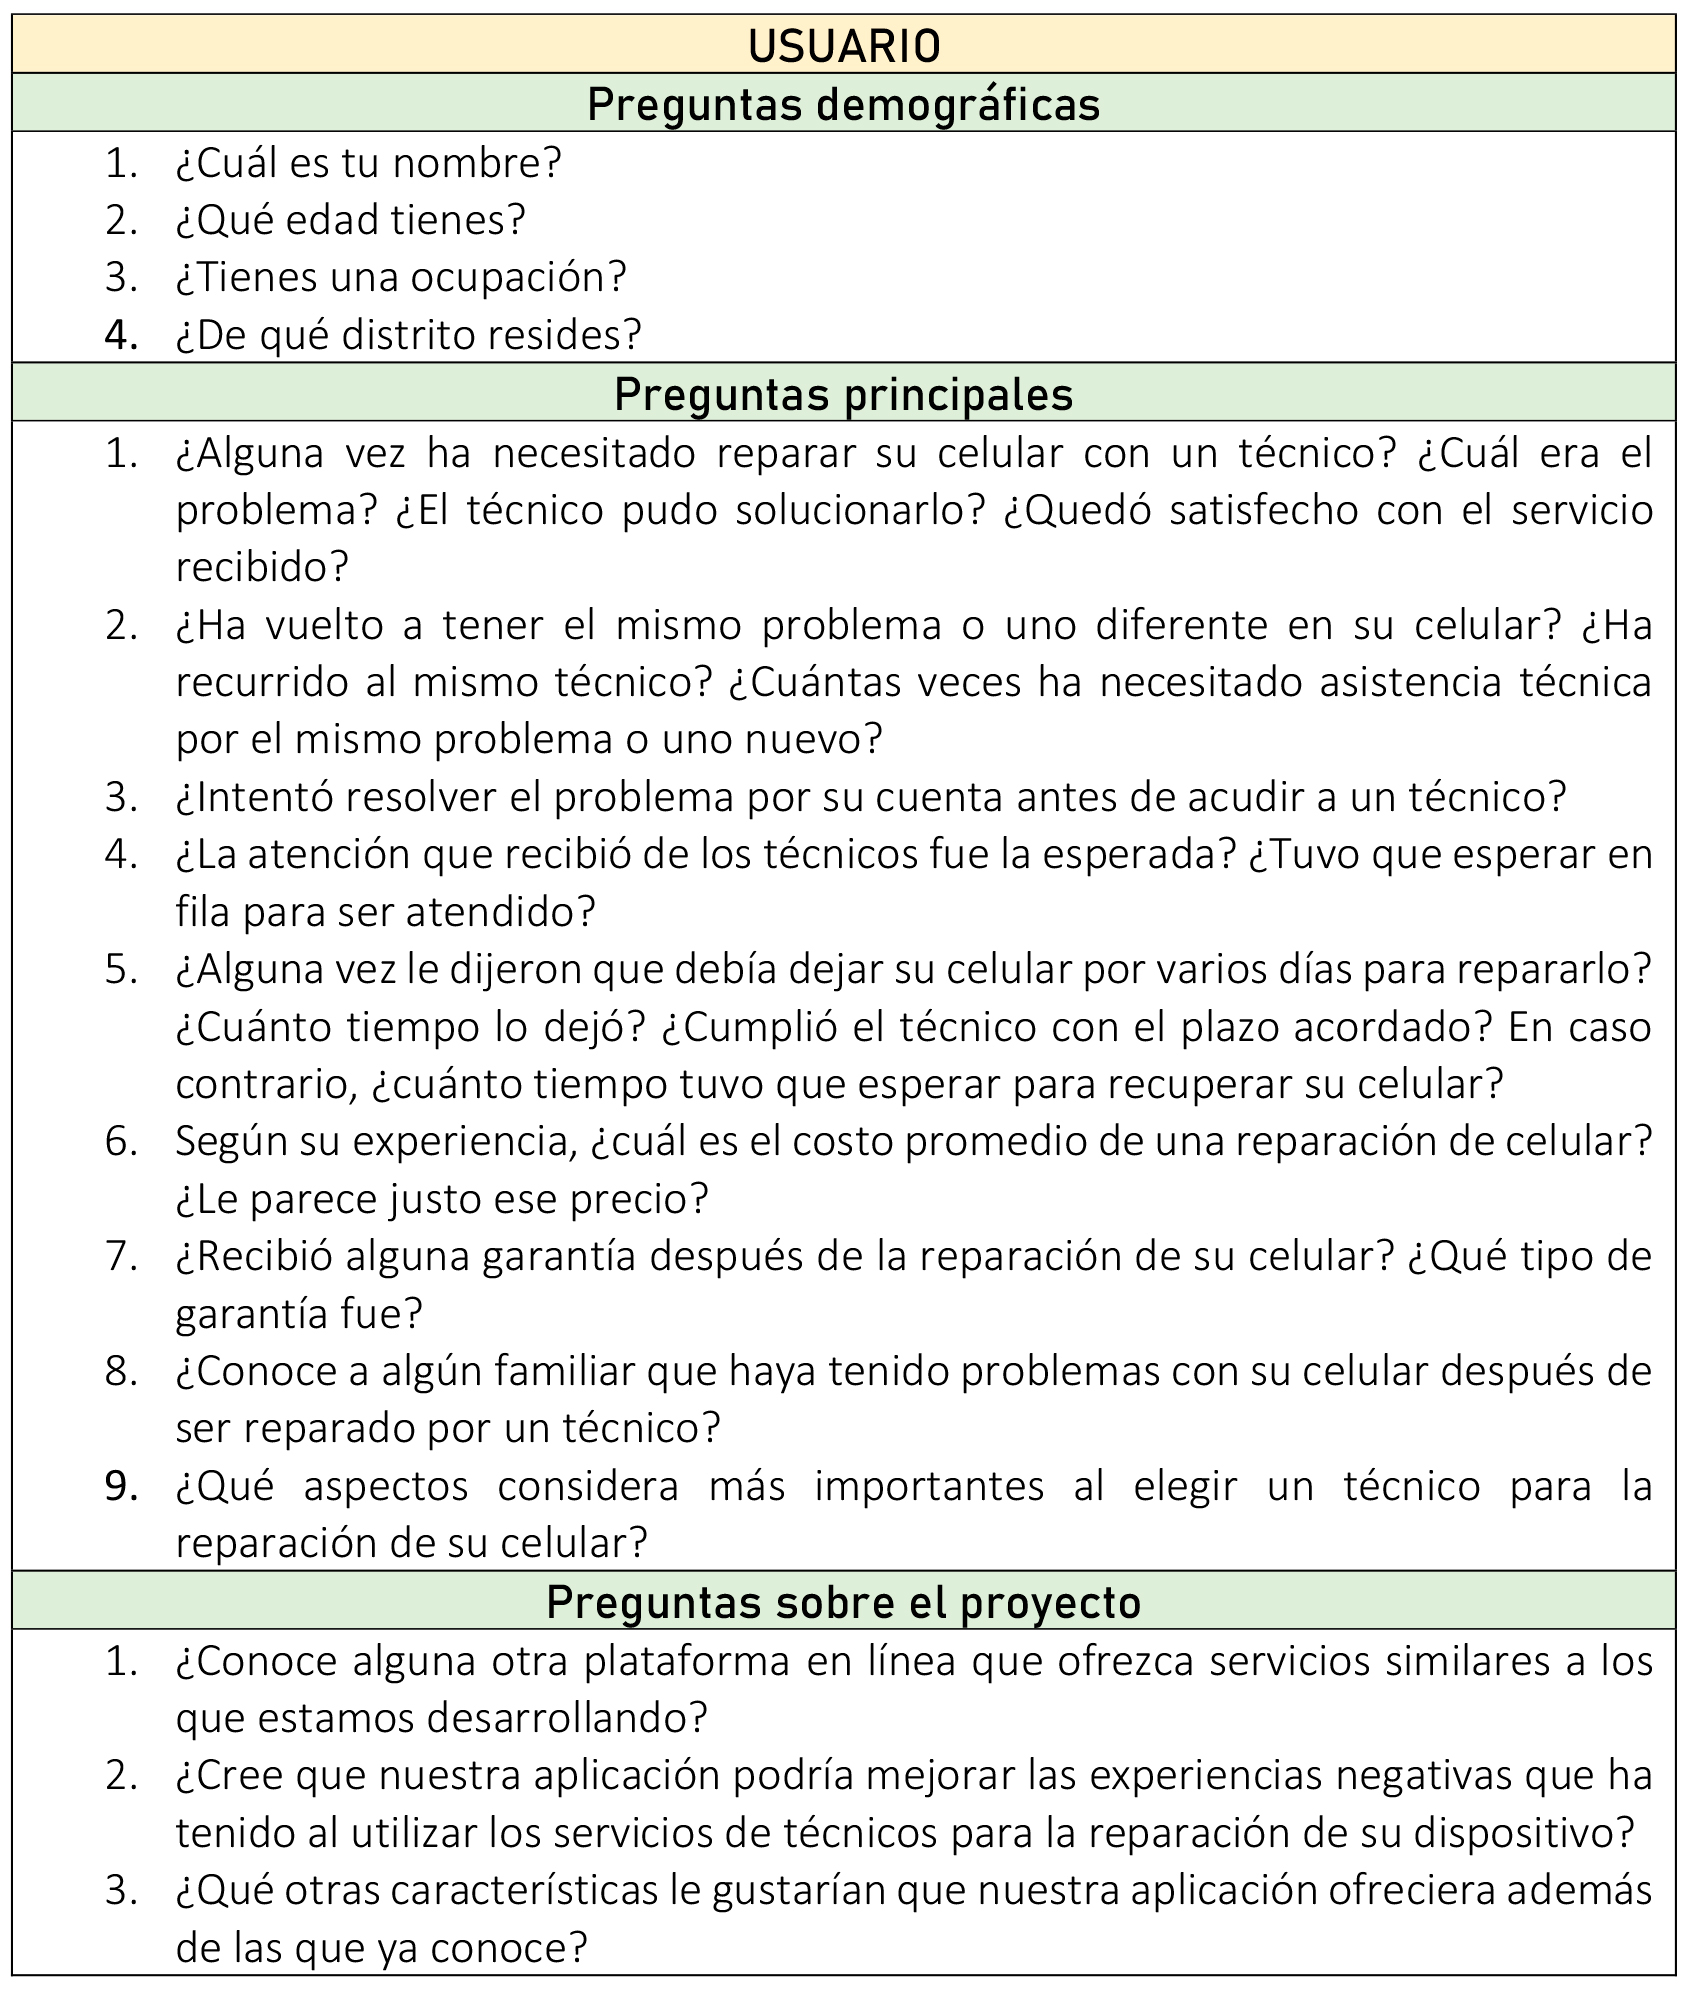 USUARIO
Preguntas demográficas
1. ¿Cuál es tu nombre?
2. ¿Qué edad tienes?
3. ¿Tienes una ocupación?
4. ¿De qué distrito resides?
Preguntas principales
1. ¿Alguna vez ha necesitado reparar su celular con un técnico? ¿Cuál era el
problema? ¿El técnico pudo solucionarlo? ¿Quedó satisfecho con el servicio
recibido?
2. ¿Ha vuelto a tener el mismo problema o uno diferente en su celular? ¿Ha
recurrido al mismo técnico? ¿Cuántas veces ha necesitado asistencia técnica
por el mismo problema o uno nuevo?
3. ¿Intentó resolver el problema por su cuenta antes de acudir a un técnico?
4. ¿La atención que recibió de los técnicos fue la esperada? ¿Tuvo que esperar en
fila para ser atendido?
5. ¿Alguna vez le dijeron que debía dejar su celular por varios días para repararlo?
¿Cuánto tiempo lo dejó? ¿Cumplió el técnico con el plazo acordado? En caso
contrario, ¿cuánto tiempo tuvo que esperar para recuperar su celular?
6. Según su experiencia, ¿cuál es el costo promedio de una reparación de celular?
¿Le parece justo ese precio?
7. ¿Recibió alguna garantía después de la reparación de su celular? ¿Qué tipo de
garantía fue?
8. ¿Conoce a algún familiar que haya tenido problemas con su celular después de
ser reparado por un técnico?
9. ¿Qué aspectos considera más importantes al elegir un técnico para la
reparación de su celular?
Preguntas sobre el proyecto
1. ¿Conoce alguna otra plataforma en línea que ofrezca servicios similares a los
que estamos desarrollando?
2. ¿Cree que nuestra aplicación podría mejorar las experiencias negativas que ha
tenido al utilizar los servicios de técnicos para la reparación de su dispositivo?
3. ¿Qué otras características le gustarían que nuestra aplicación ofreciera además
de las que ya conoce?